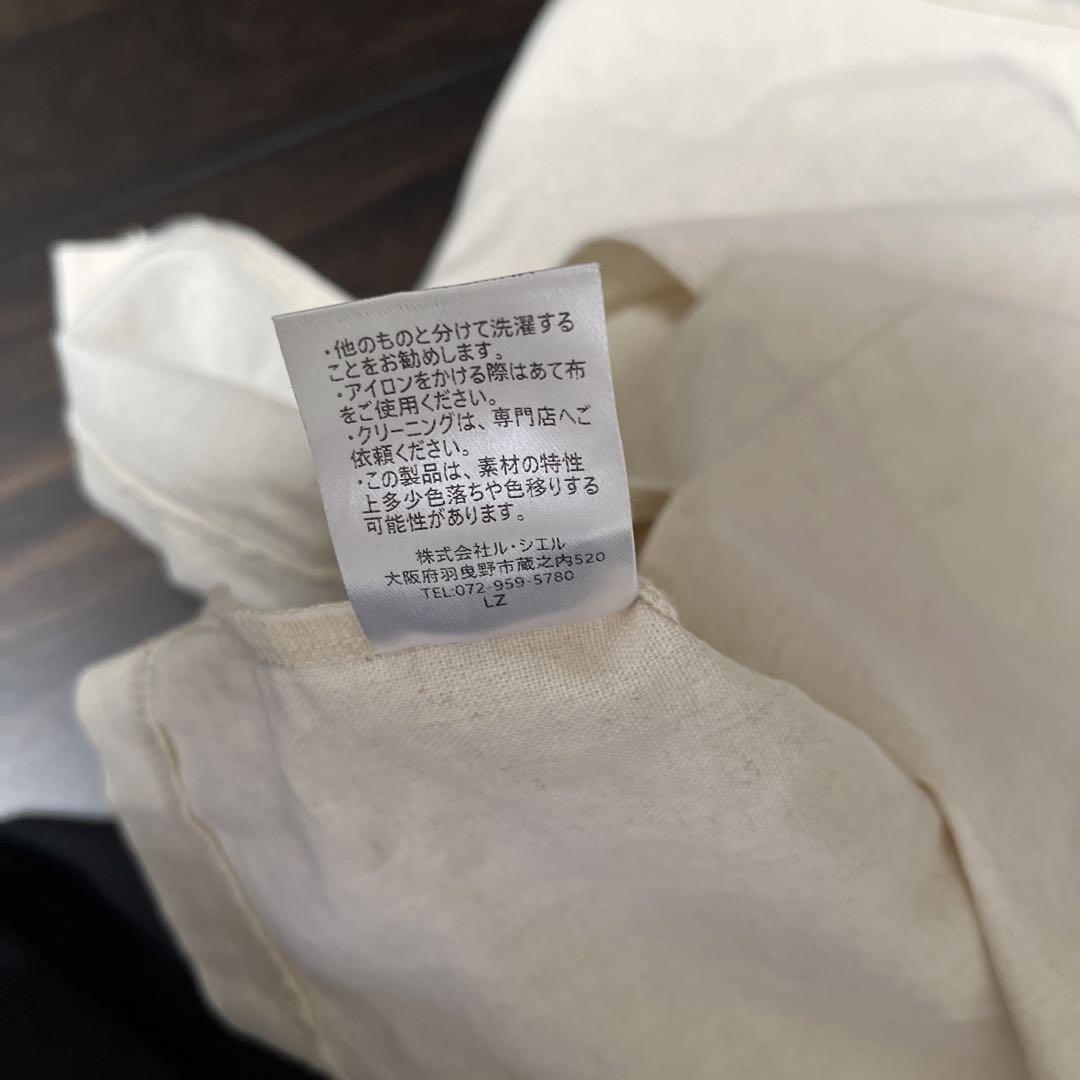 ・他のものと分けて洗濯する
ことをお勧めします。
・アイロンをかける際はあて布
をご使用ください。
・クリーニングは、専門店へご
依頼ください。
・この製品は、素材の特性
上多少色落ちや色移りする
可能性があります。
株式会社ル・シエル
大阪府羽曳野市蔵之内520
TEL:072-959-5780
LZ